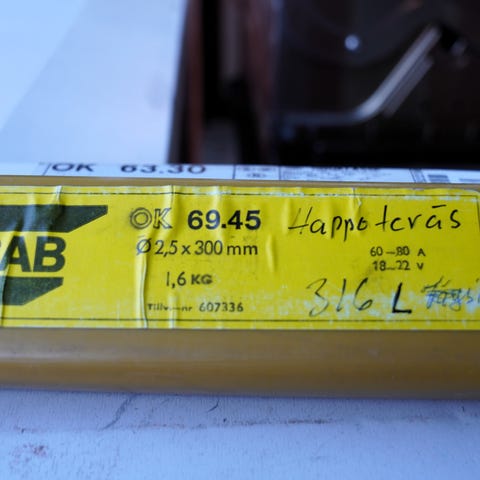 OK 63.30
OK 69.45 Happoteräs
Ø 2,5 x 300 mm
60–80 A
18–22 V
1,6 KG
316 L
607336